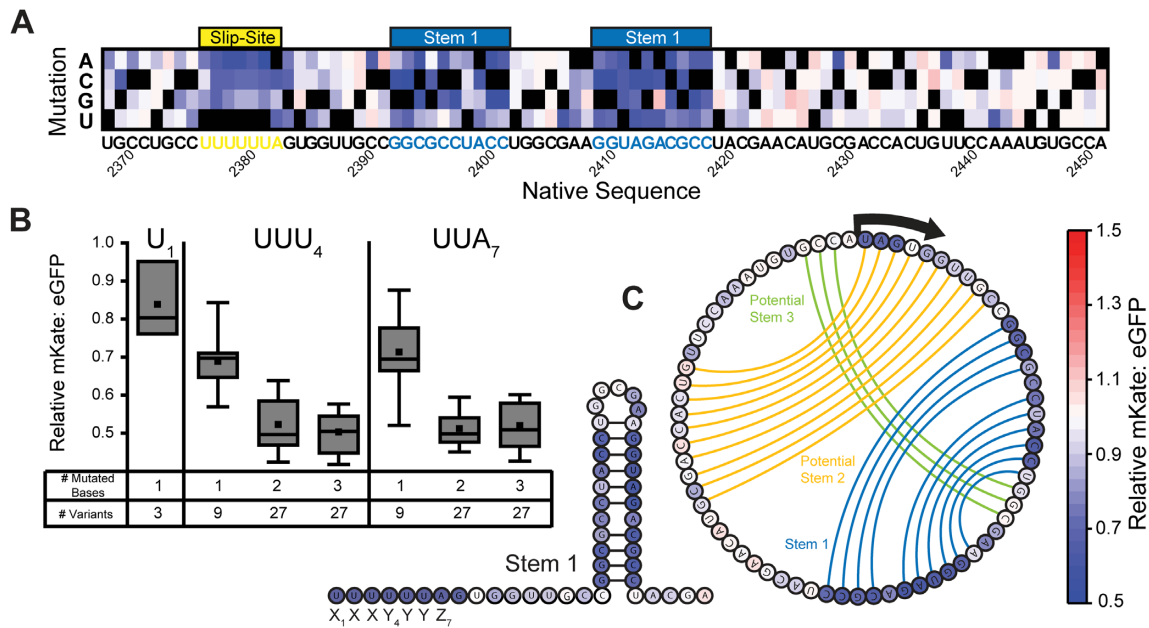 A
Slip-Site Stem 1 Stem 1
Mutation
A
C
G
U
UGCCUGCCUUUUUUAGUGGUUGCCGGCGCCUACCUGGCGAAGGUAGACGCCUACGAACAUGCGACCACUGUUCCAAAUGUGCCA
2370 2380 2390 2400 2410 2420 2430 2440 2450
Native Sequence
B
U1 UUU4 UUA7
Relative mKate: eGFP
1.0
0.9
0.8
0.7
0.6
0.5
# Mutated Bases 1 1 2 3 1 2 3
# Variants 3 9 27 27 9 27 27
Stem 1
UUUUUUAGUGGUUGCC UACGA
X1 X X Y4 Y Y Z7
C
Potential
Stem 3
Potential
Stem 2
Stem 1
Relative mKate: eGFP
1.5
1.3
1.1
0.9
0.7
0.5